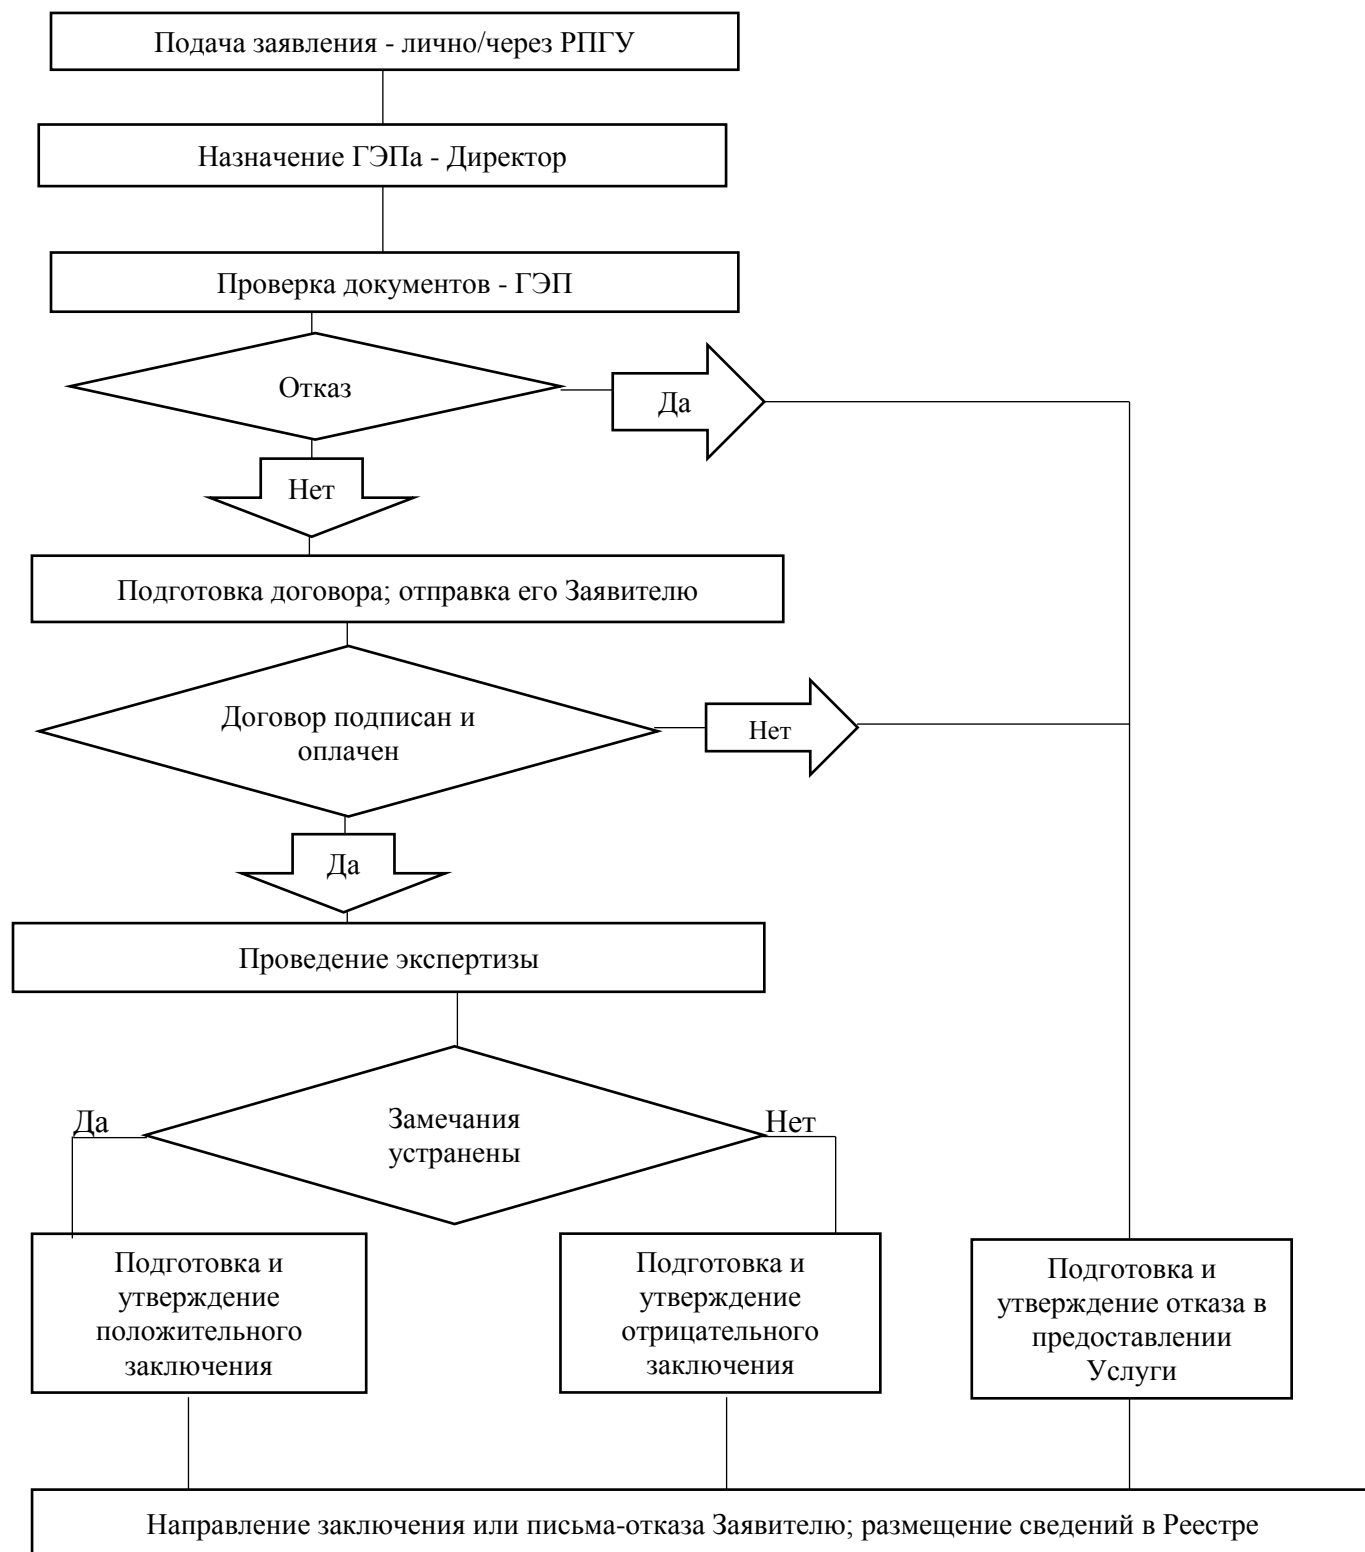 Подача заявления - лично/через РПГУ
Назначение ГЭПа - Директор
Проверка документов - ГЭП
Отказ
Да
Нет
Подготовка договора; отправка его Заявителю
Договор подписан и
оплачен
Нет
Да
Проведение экспертизы
Да
Замечания
устранены
Нет
Подготовка и
утверждение
положительного
заключения
Подготовка и
утверждение
отрицательного
заключения
Подготовка и
утверждение отказа в
предоставлении
Услуги
Направление заключения или письма-отказа Заявителю; размещение сведений в Реестре